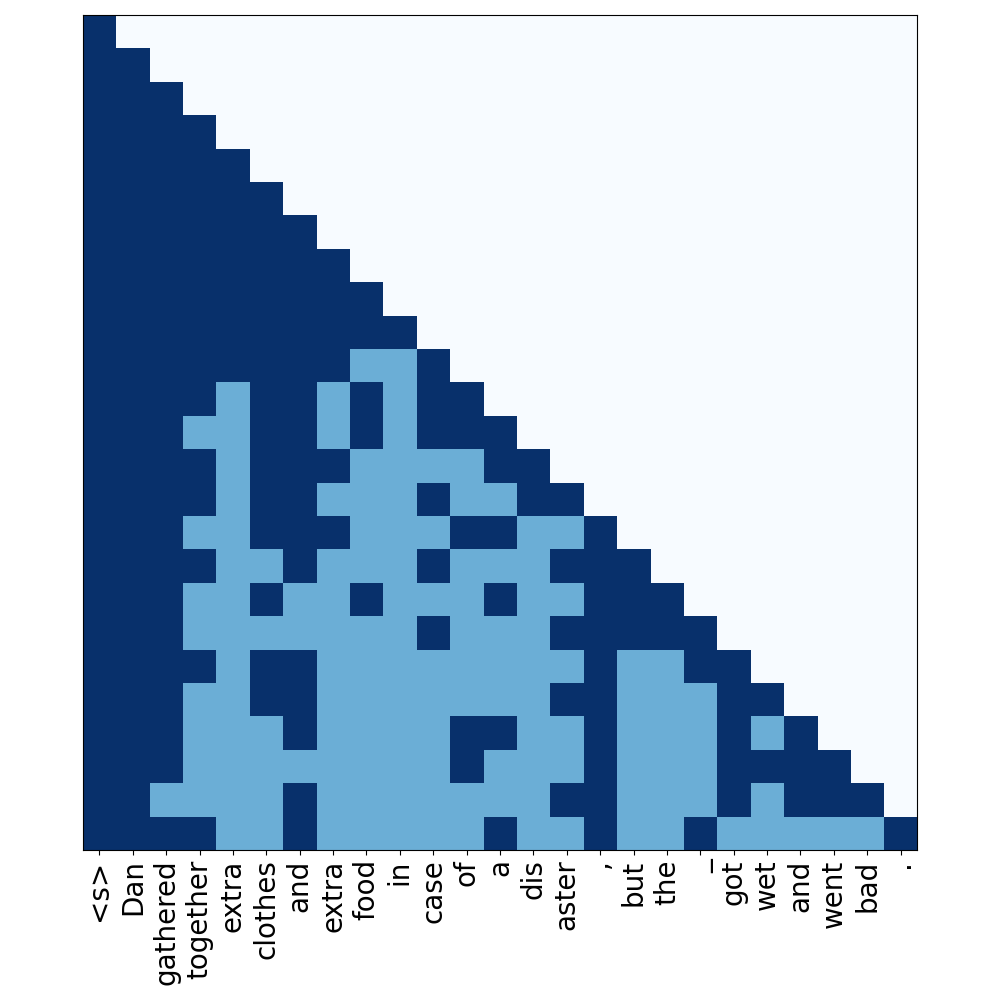 <s> Dan gathered together extra clothes and extra food in case of a dis aster , but the _ got wet and went bad .